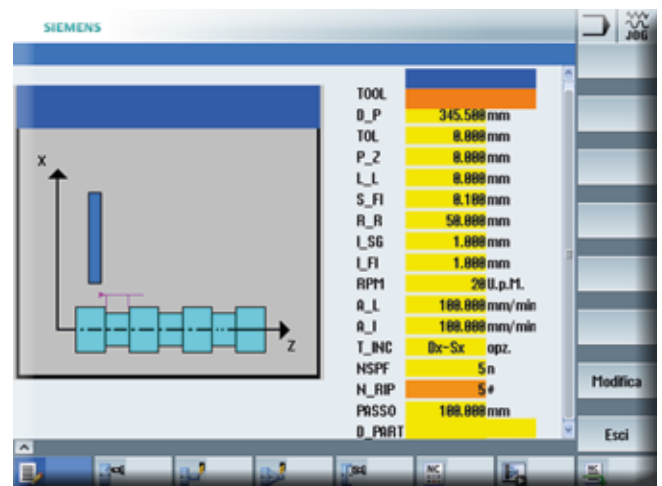 SIEMENS
JOG
TOOL
D_P 345.500 mm
TOL 0.000 mm
P_Z 0.000 mm
L_L 0.000 mm
S_FI 0.100 mm
R_R 50.000 mm
I_SG 1.000 mm
I_FI 1.000 mm
RPM 20 U.p.M.
A_L 100.000 mm/min
A_I 100.000 mm/min
T_INC Dx-Sx opz.
NSPF 5 n
N_RIP 5 #
PASSO 100.000 mm
D_PART
X
Z
Modifica
Esci
NC
NC